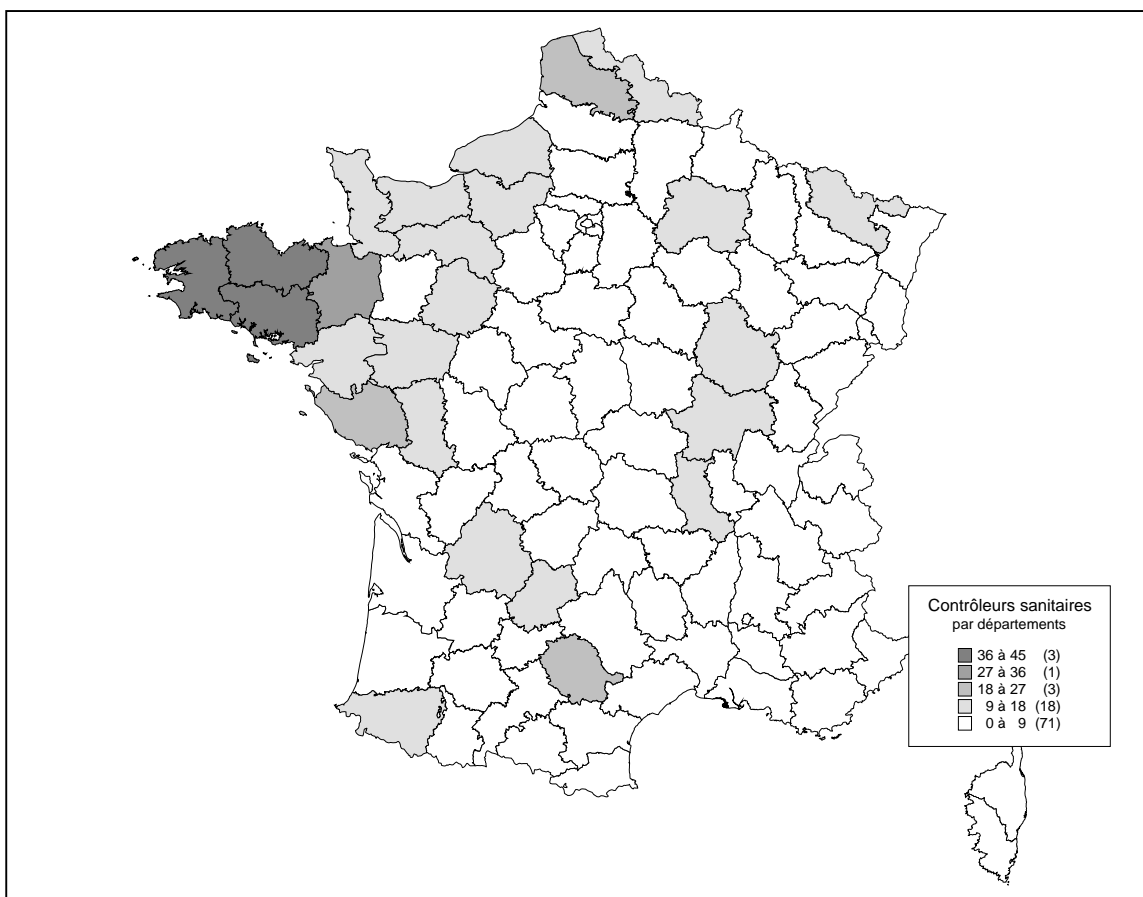 Contrôleurs sanitaires
par départements
36 à 45 (3)
27 à 36 (1)
18 à 27 (3)
9 à 18 (18)
0 à 9 (71)